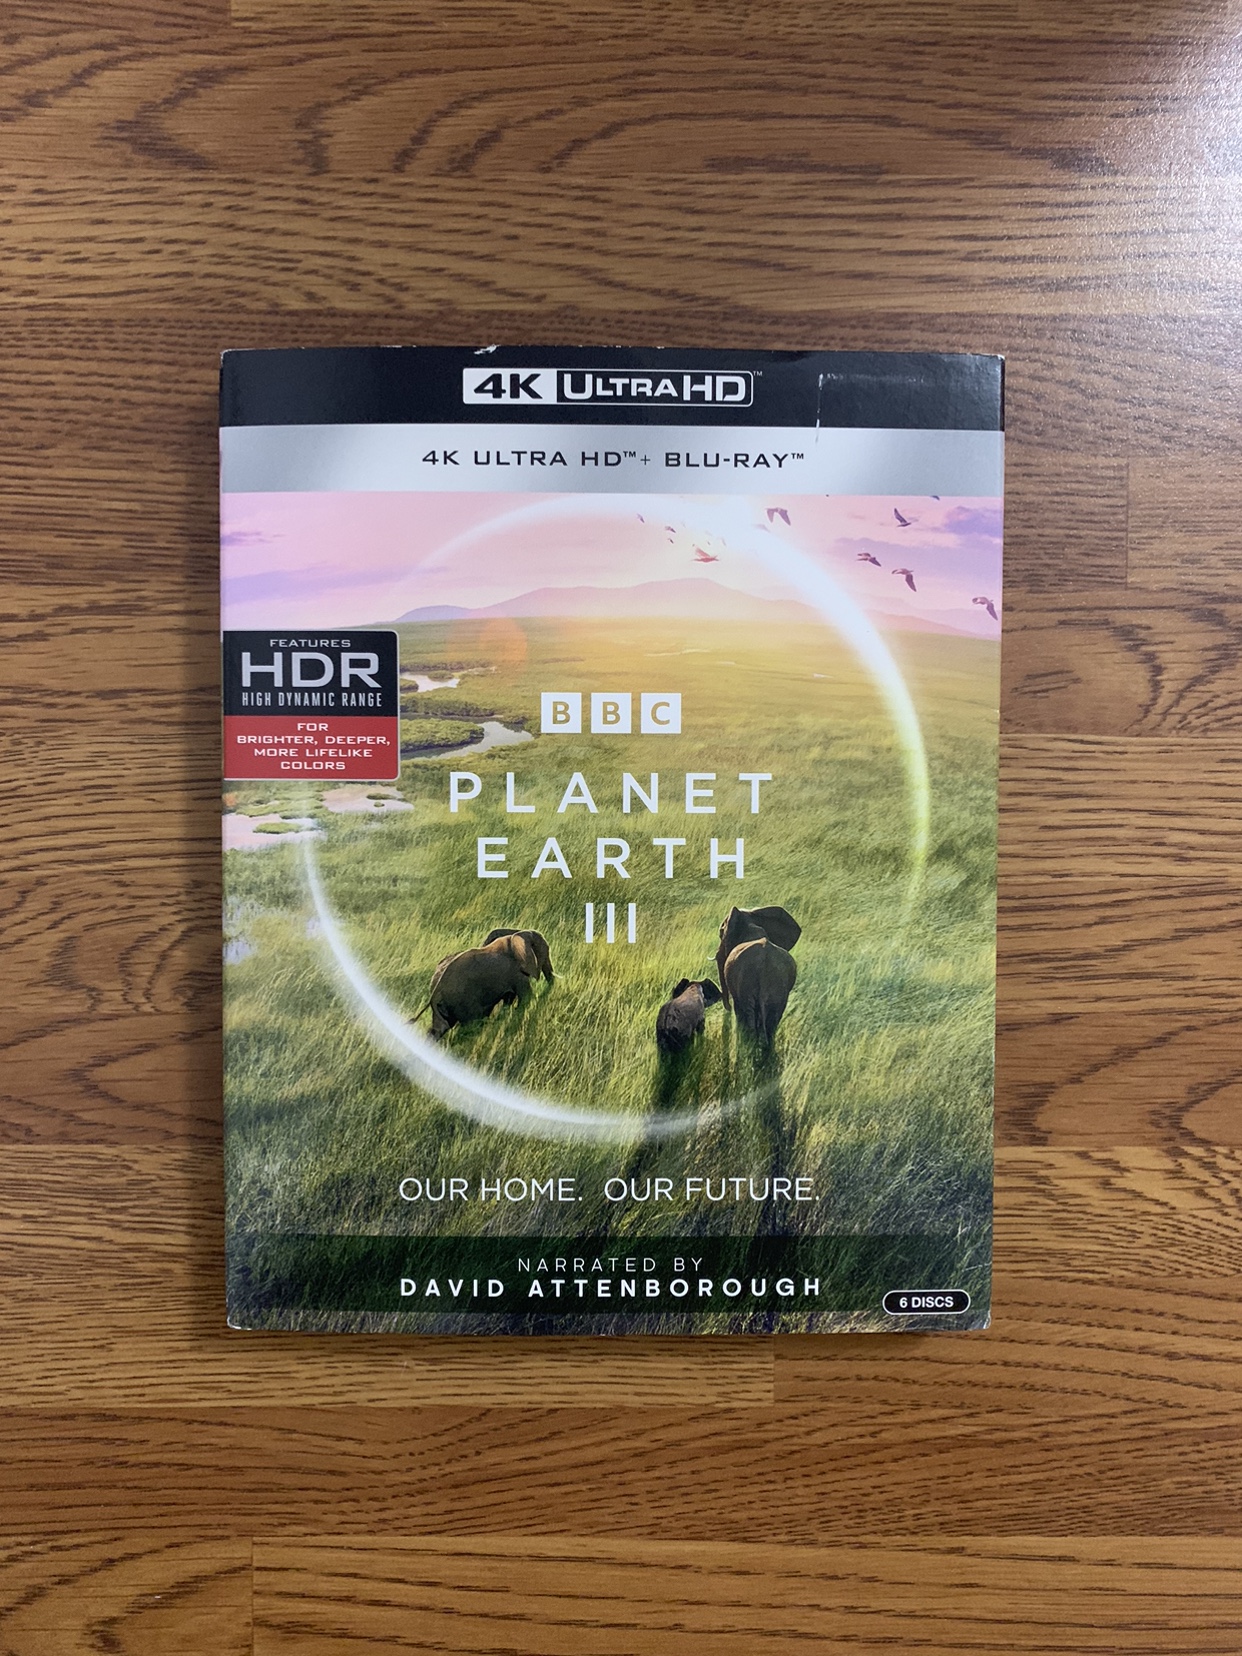 4K ULTRA HD™
4K ULTRA HD™ + BLU-RAY™
FEATURES
HDR
HIGH DYNAMIC RANGE
FOR
BRIGHTER, DEEPER,
MORE LIFELIKE
COLORS
BBC
PLANET
EARTH
III
OUR HOME. OUR FUTURE.
NARRATED BY
DAVID ATTENBOROUGH
6 DISCS